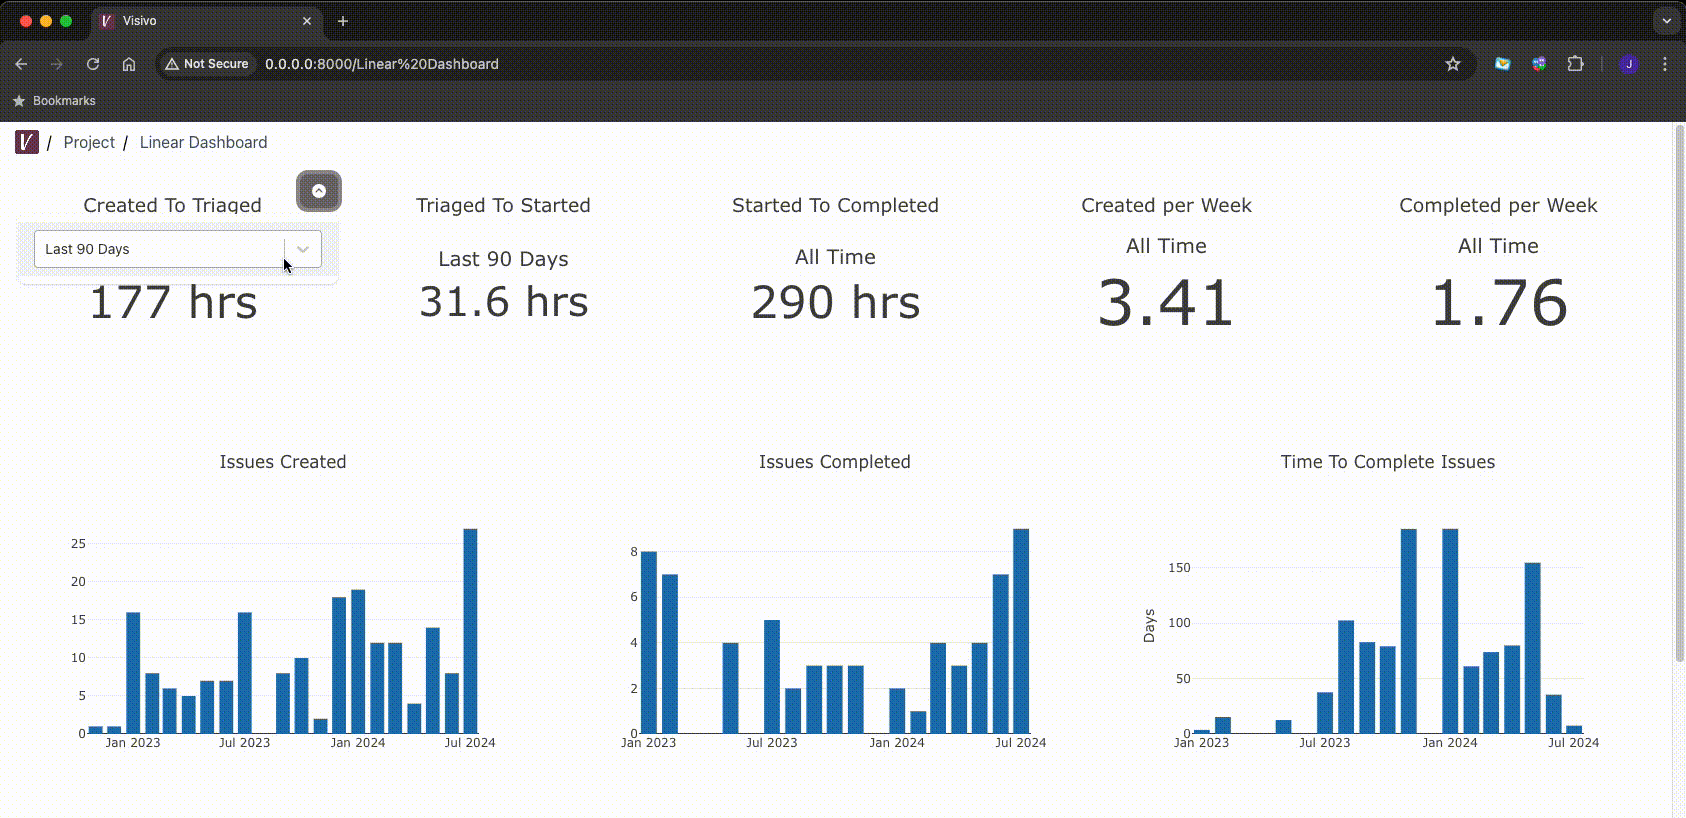 Visivo
Not Secure 0.0.0.0:8000/Linear%20Dashboard
J
Bookmarks
/ Project / Linear Dashboard
Created To Triaged
Last 90 Days
177 hrs
Triaged To Started
Last 90 Days
31.6 hrs
Started To Completed
All Time
290 hrs
Created per Week
All Time
3.41
Completed per Week
All Time
1.76
Issues Created
25
20
15
10
5
0
Jan 2023 Jul 2023 Jan 2024 Jul 2024
Issues Completed
8
6
4
2
0
Jan 2023 Jul 2023 Jan 2024 Jul 2024
Time To Complete Issues
Days
150
100
50
0
Jan 2023 Jul 2023 Jan 2024 Jul 2024